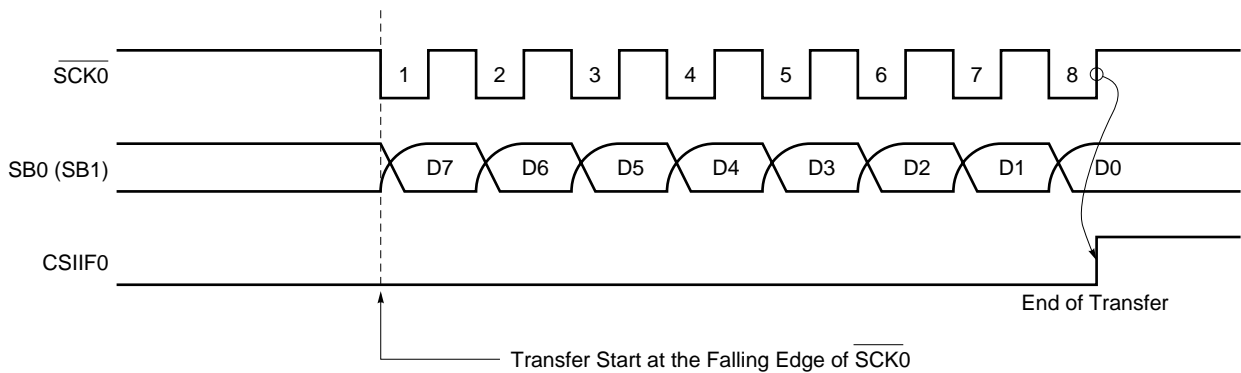 SCK0
1 2 3 4 5 6 7 8
SB0 (SB1)
D7 D6 D5 D4 D3 D2 D1 D0
CSIIF0
End of Transfer
Transfer Start at the Falling Edge of SCK0